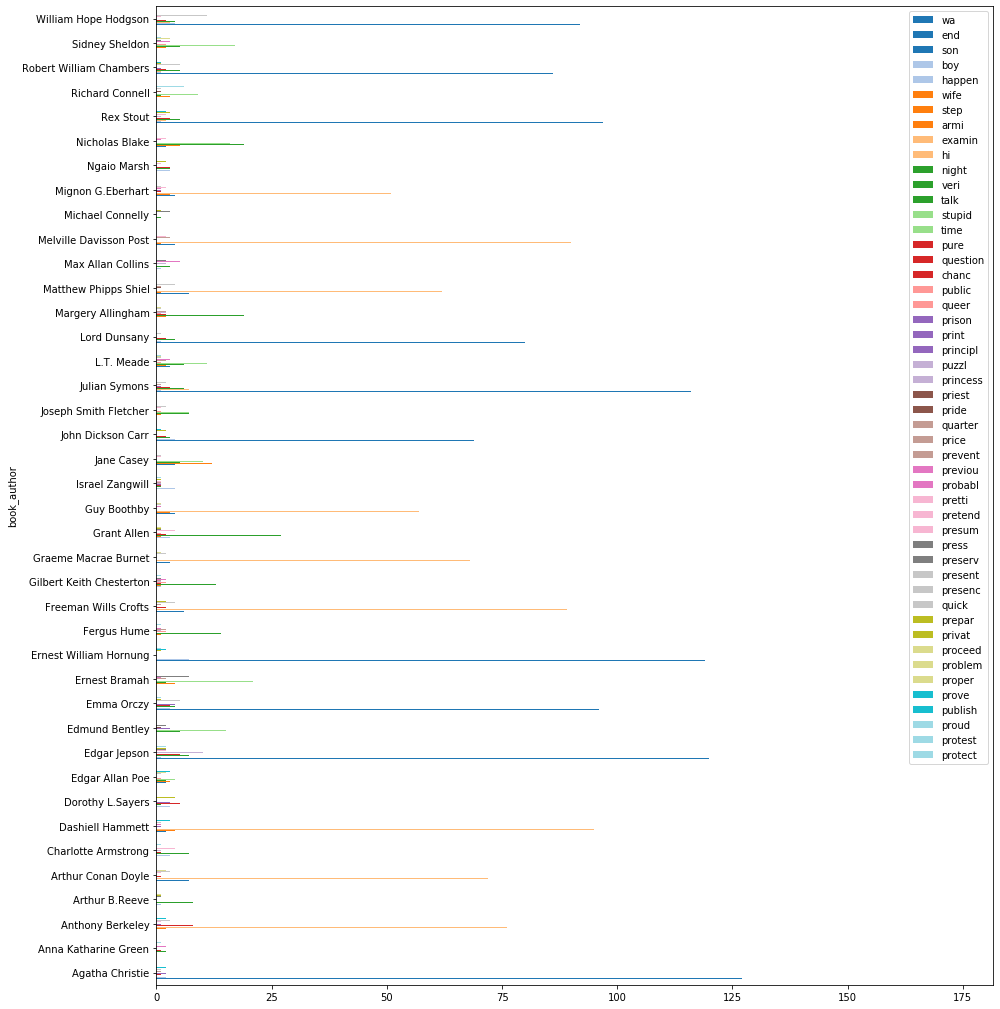 William Hope Hodgson
Sidney Sheldon
Robert William Chambers
Richard Connell
Rex Stout
Nicholas Blake
Ngaio Marsh
Mignon G.Eberhart
Michael Connelly
Melville Davisson Post
Max Allan Collins
Matthew Phipps Shiel
Margery Allingham
Lord Dunsany
L.T. Meade
Julian Symons
Joseph Smith Fletcher
John Dickson Carr
Jane Casey
Israel Zangwill
Guy Boothby
Grant Allen
Graeme Macrae Burnet
Gilbert Keith Chesterton
Freeman Wills Crofts
Fergus Hume
Ernest William Hornung
Ernest Bramah
Emma Orczy
Edmund Bentley
Edgar Jepson
Edgar Allan Poe
Dorothy L.Sayers
Dashiell Hammett
Charlotte Armstrong
Arthur Conan Doyle
Arthur B.Reeve
Anthony Berkeley
Anna Katharine Green
Agatha Christie
book_author
0 25 50 75 100 125 150 175
wa
end
son
boy
happen
wife
step
armi
examin
hi
night
veri
talk
stupid
time
pure
question
chanc
public
queer
prison
print
principl
puzzl
princess
priest
pride
quarter
price
prevent
previou
probabl
pretti
pretend
presum
press
preserv
present
presenc
quick
prepar
privat
proceed
problem
proper
prove
publish
proud
protest
protect